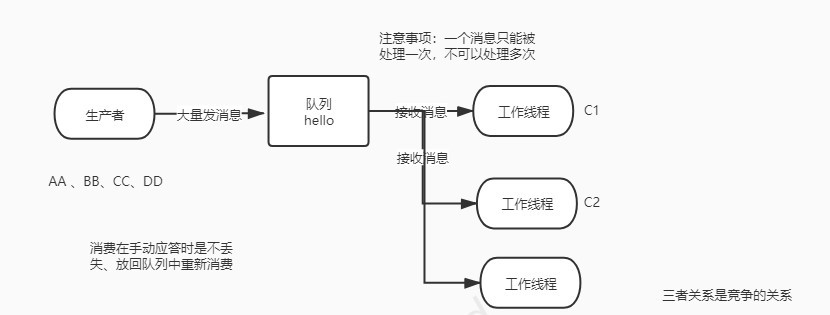 注意事项：一个消息只能被
处理一次，不可以处理多次
生产者
大量发消息
队列
hello
接收消息
工作线程
C1
接收消息
AA 、BB、CC、DD
工作线程
C2
消费在手动应答时是不丢
失、放回队列中重新消费
工作线程
三者关系是竞争的关系